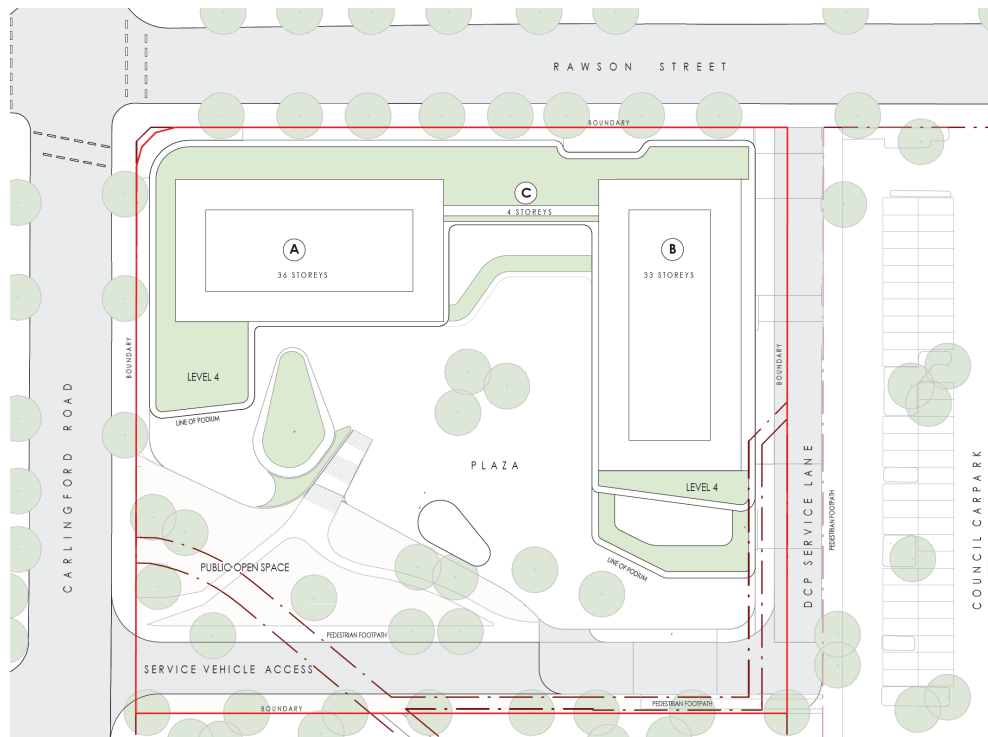 RAWSON STREET
BOUNDARY
C
4 STOREYS
A
36 STOREYS
B
33 STOREYS
BOUNDARY
BOUNDARY
LEVEL 4
LINE OF PODIUM
CARLINGFORD ROAD
PLAZA
LEVEL 4
DCP SERVICE LANE
PEDESTRIAN FOOTPATH
COUNCIL CARPARK
PUBLIC OPEN SPACE
LINE OF PODIUM
PEDESTRIAN FOOTPATH
SERVICE VEHICLE ACCESS
BOUNDARY
PEDESTRIAN FOOTPATH